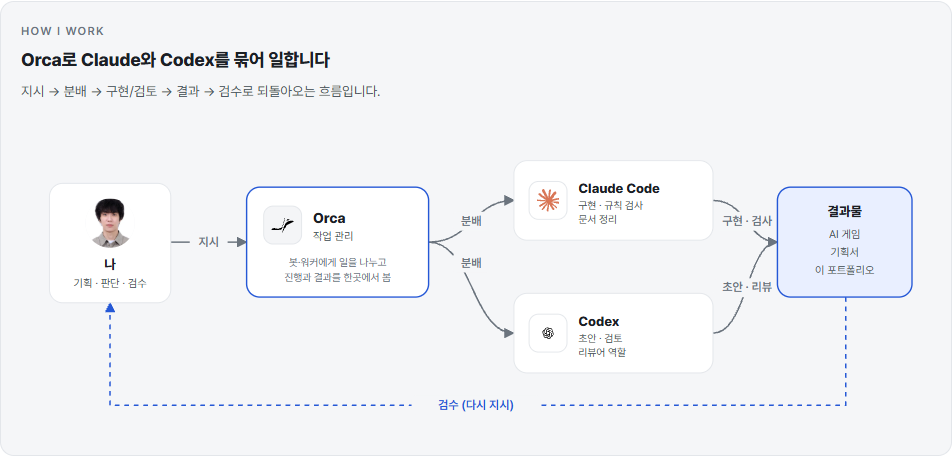 HOW I WORK
Orca로 Claude와 Codex를 묶어 일합니다
지시 → 분배 → 구현/검토 → 결과 → 검수로 되돌아오는 흐름입니다.
나
기획 · 판단 · 검수
지시
Orca
작업 관리
봇·워커에게 일을 나누고
진행과 결과를 한곳에서 봄
분배
분배
Claude Code
구현 · 규칙 검사
문서 정리
Codex
초안 · 검토
리뷰어 역할
구현 · 검사
초안 · 리뷰
결과물
AI 게임
기획서
이 포트폴리오
검수 (다시 지시)